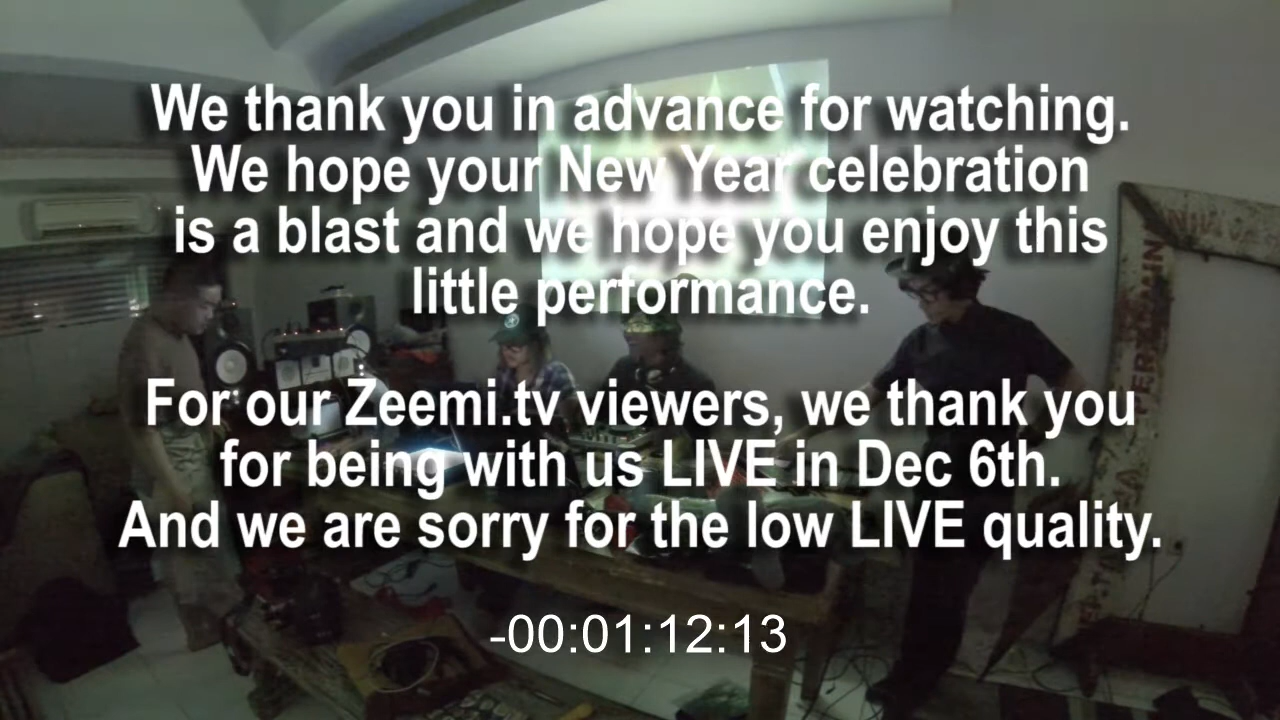 We thank you in advance for watching.
We hope your New Year celebration
is a blast and we hope you enjoy this
little performance.
For our Zeemi.tv viewers, we thank you
for being with us LIVE in Dec 6th.
And we are sorry for the low LIVE quality.
-00:01:12:13